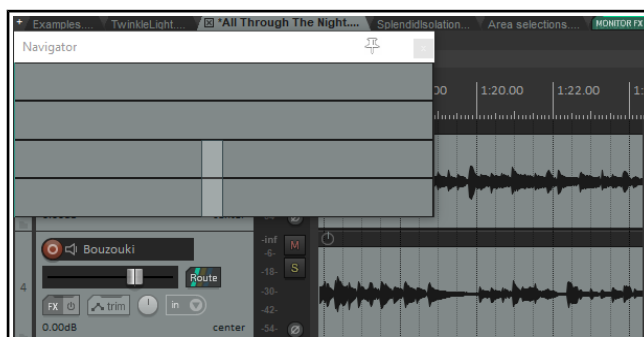 Examples.... TwinkleLight.... *All Through The Night.... SplendidIsolation... Area selections.... MONITOR FX
Navigator
1:20.00 1:22.00
center
-inf
-6-
M
Bouzouki
-18-
S
4
Route
-30-
FX trim in
-42-
0.00dB center -54-